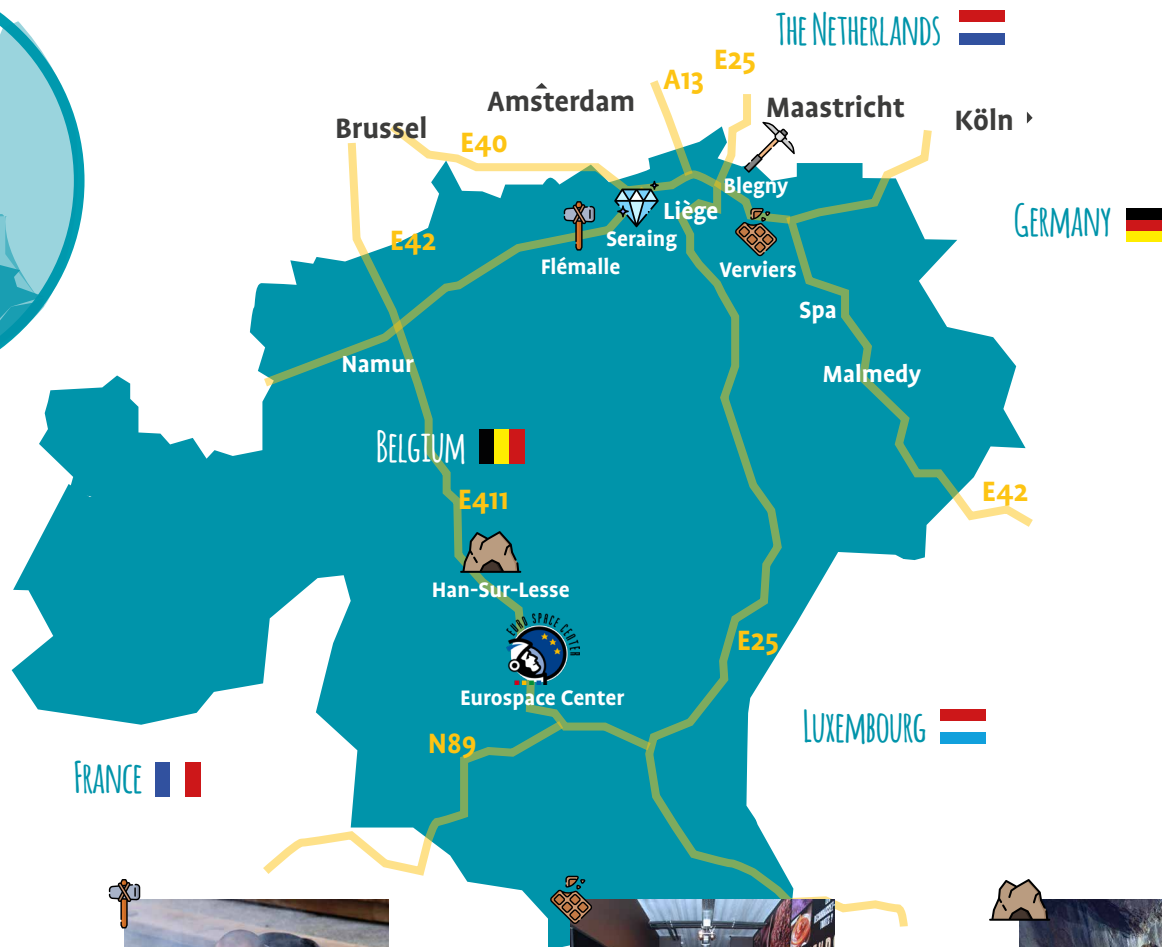 THE NETHERLANDS
E25
A13
Amsterdam
Maastricht
Köln
Brussel
E40
Blegny
Liège
Seraing
GERMANY
E42
Flémalle
Verviers
Spa
Namur
Malmedy
BELGIUM
E411
E42
Han-Sur-Lesse
EURO SPACE CENTER
E25
Eurospace Center
LUXEMBOURG
N89
FRANCE